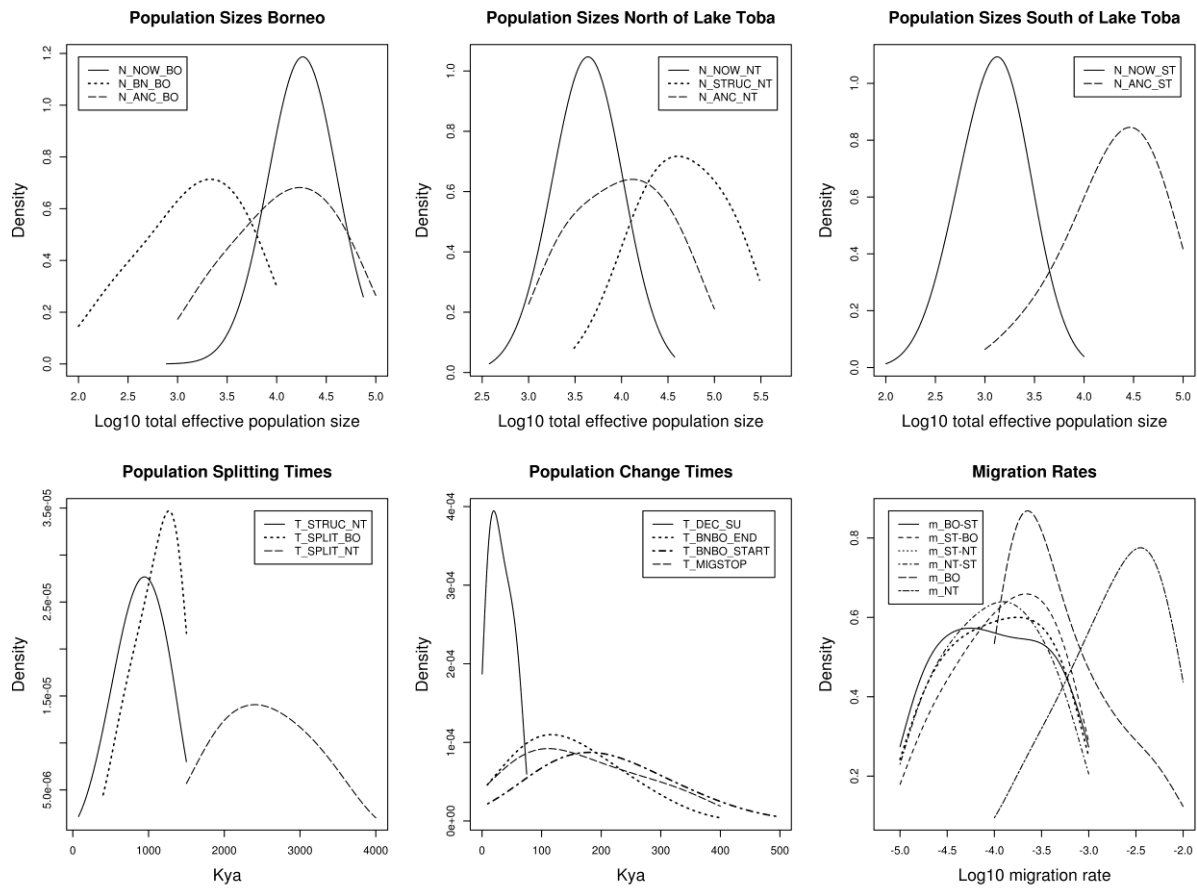 Population Sizes Borneo
N_NOW_BO
N_BN_BO
N_ANC_BO
Density
0.0
0.2
0.4
0.6
0.8
1.0
1.2
2.0 2.5 3.0 3.5 4.0 4.5 5.0
Log10 total effective population size
Population Sizes North of Lake Toba
N_NOW_NT
N_STRUC_NT
N_ANC_NT
Density
0.0
0.2
0.4
0.6
0.8
1.0
2.5 3.0 3.5 4.0 4.5 5.0 5.5
Log10 total effective population size
Population Sizes South of Lake Toba
N_NOW_ST
N_ANC_ST
Density
0.0
0.2
0.4
0.6
0.8
1.0
2.0 2.5 3.0 3.5 4.0 4.5 5.0
Log10 total effective population size
Population Splitting Times
T_STRUC_NT
T_SPLIT_BO
T_SPLIT_NT
Density
5.0e-06
1.5e-05
2.5e-05
3.5e-05
0 1000 2000 3000 4000
Kya
Population Change Times
T_DEC_SU
T_BNBO_END
T_BNBO_START
T_MIGSTOP
Density
0e+00
1e-04
2e-04
3e-04
4e-04
0 100 200 300 400 500
Kya
Migration Rates
m_BO-ST
m_ST-BO
m_ST-NT
m_NT-ST
m_BO
m_NT
Density
0.2
0.4
0.6
0.8
-5.0 -4.5 -4.0 -3.5 -3.0 -2.5 -2.0
Log10 migration rate